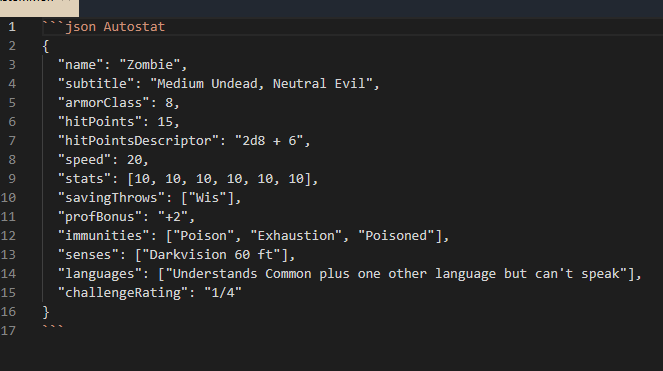 1 ```json Autostat
2 {
3 "name": "Zombie",
4 "subtitle": "Medium Undead, Neutral Evil",
5 "armorClass": 8,
6 "hitPoints": 15,
7 "hitPointsDescriptor": "2d8 + 6",
8 "speed": 20,
9 "stats": [10, 10, 10, 10, 10, 10],
10 "savingThrows": ["Wis"],
11 "profBonus": "+2",
12 "immunities": ["Poison", "Exhaustion", "Poisoned"],
13 "senses": ["Darkvision 60 ft"],
14 "languages": ["Understands Common plus one other language but can't speak"],
15 "challengeRating": "1/4"
16 }
17 ```